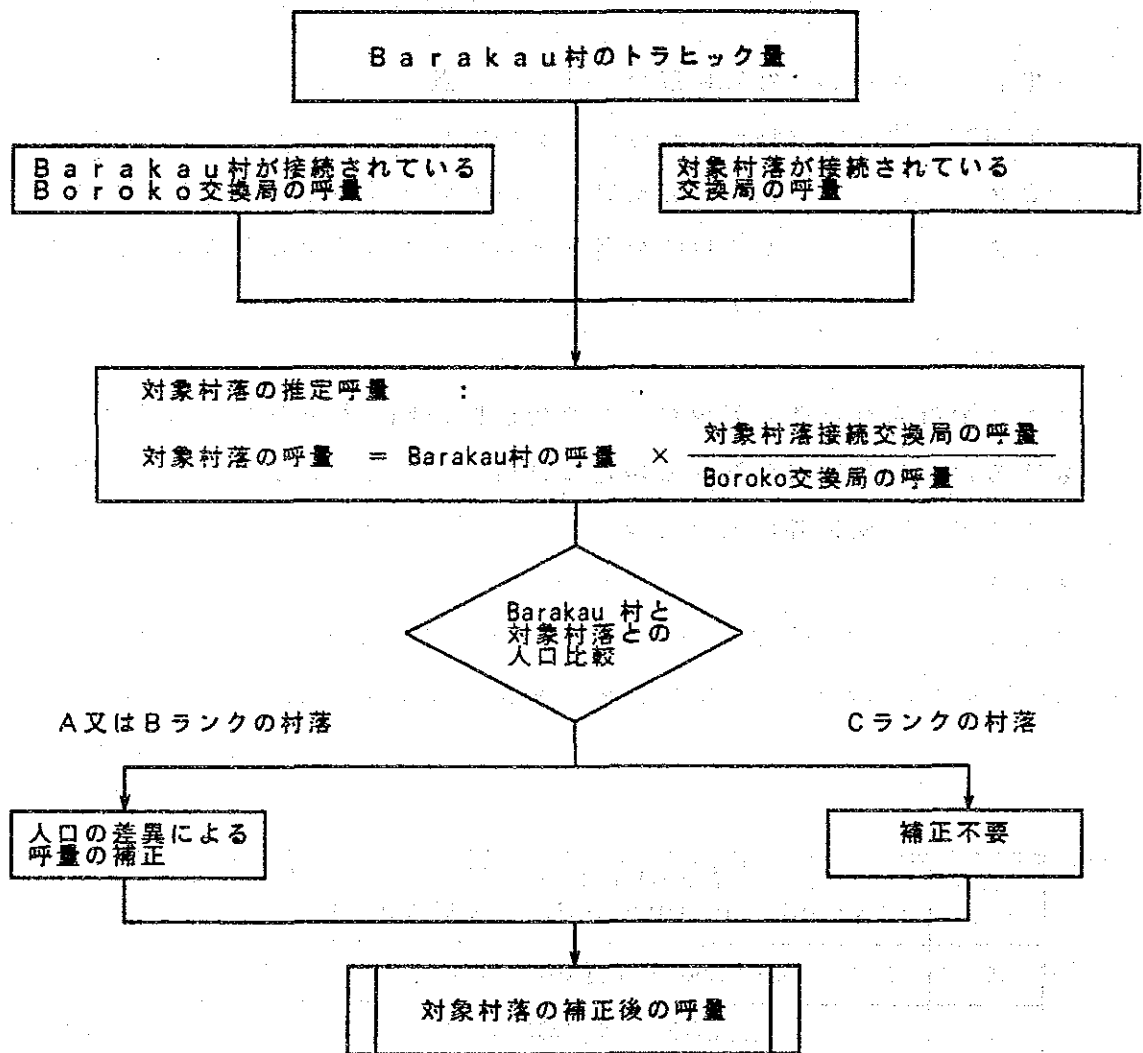 Barakau村のトラヒック量
Barakau村が接続されている
Boroko交換局の呼量
対象村落が接続されている
交換局の呼量
対象村落の推定呼量 :
対象村落の呼量 = Barakau村の呼量 × 対象村落接続交換局の呼量
Boroko交換局の呼量
Barakau 村と
対象村落との
人口比較
A又はBランクの村落
Cランクの村落
人口の差異による
呼量の補正
補正不要
対象村落の補正後の呼量